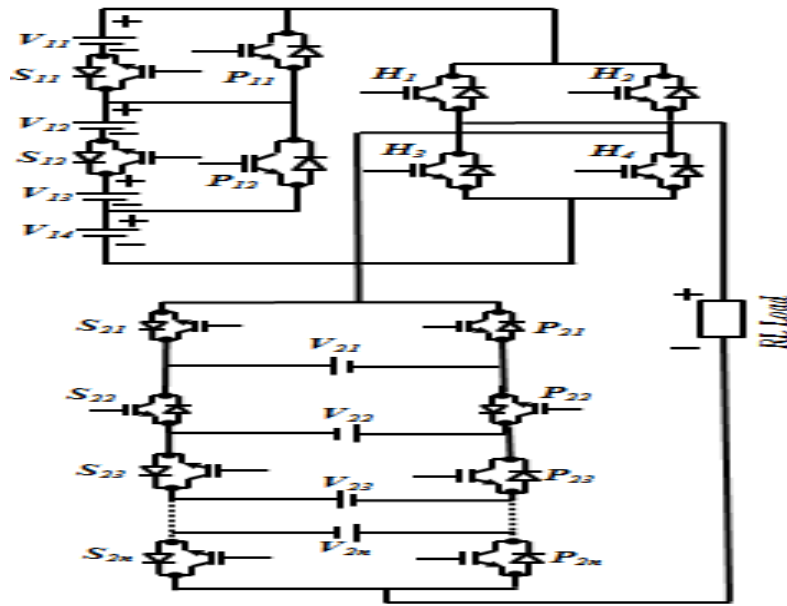 V11
S11
P11
V12
S12
P12
V13
V14
H1
H2
H3
H4
RL Load
S21
P21
V21
S22
P22
V22
S23
P23
V23
V2n
S2n
P2n